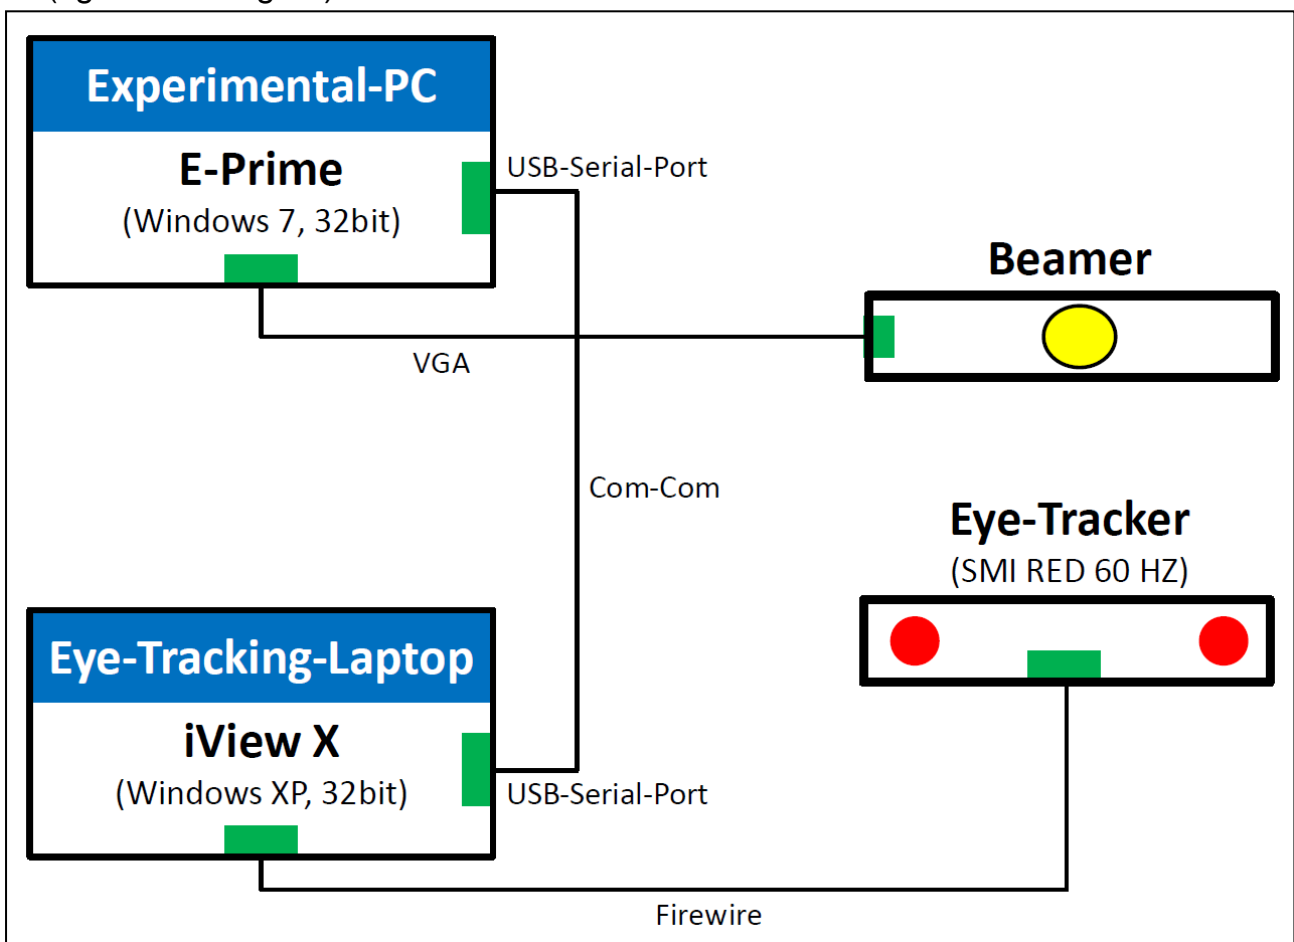 Experimental-PC
E-Prime
(Windows 7, 32bit)
USB-Serial-Port
VGA
Beamer
Com-Com
Eye-Tracker
(SMI RED 60 HZ)
Eye-Tracking-Laptop
iView X
(Windows XP, 32bit)
USB-Serial-Port
Firewire